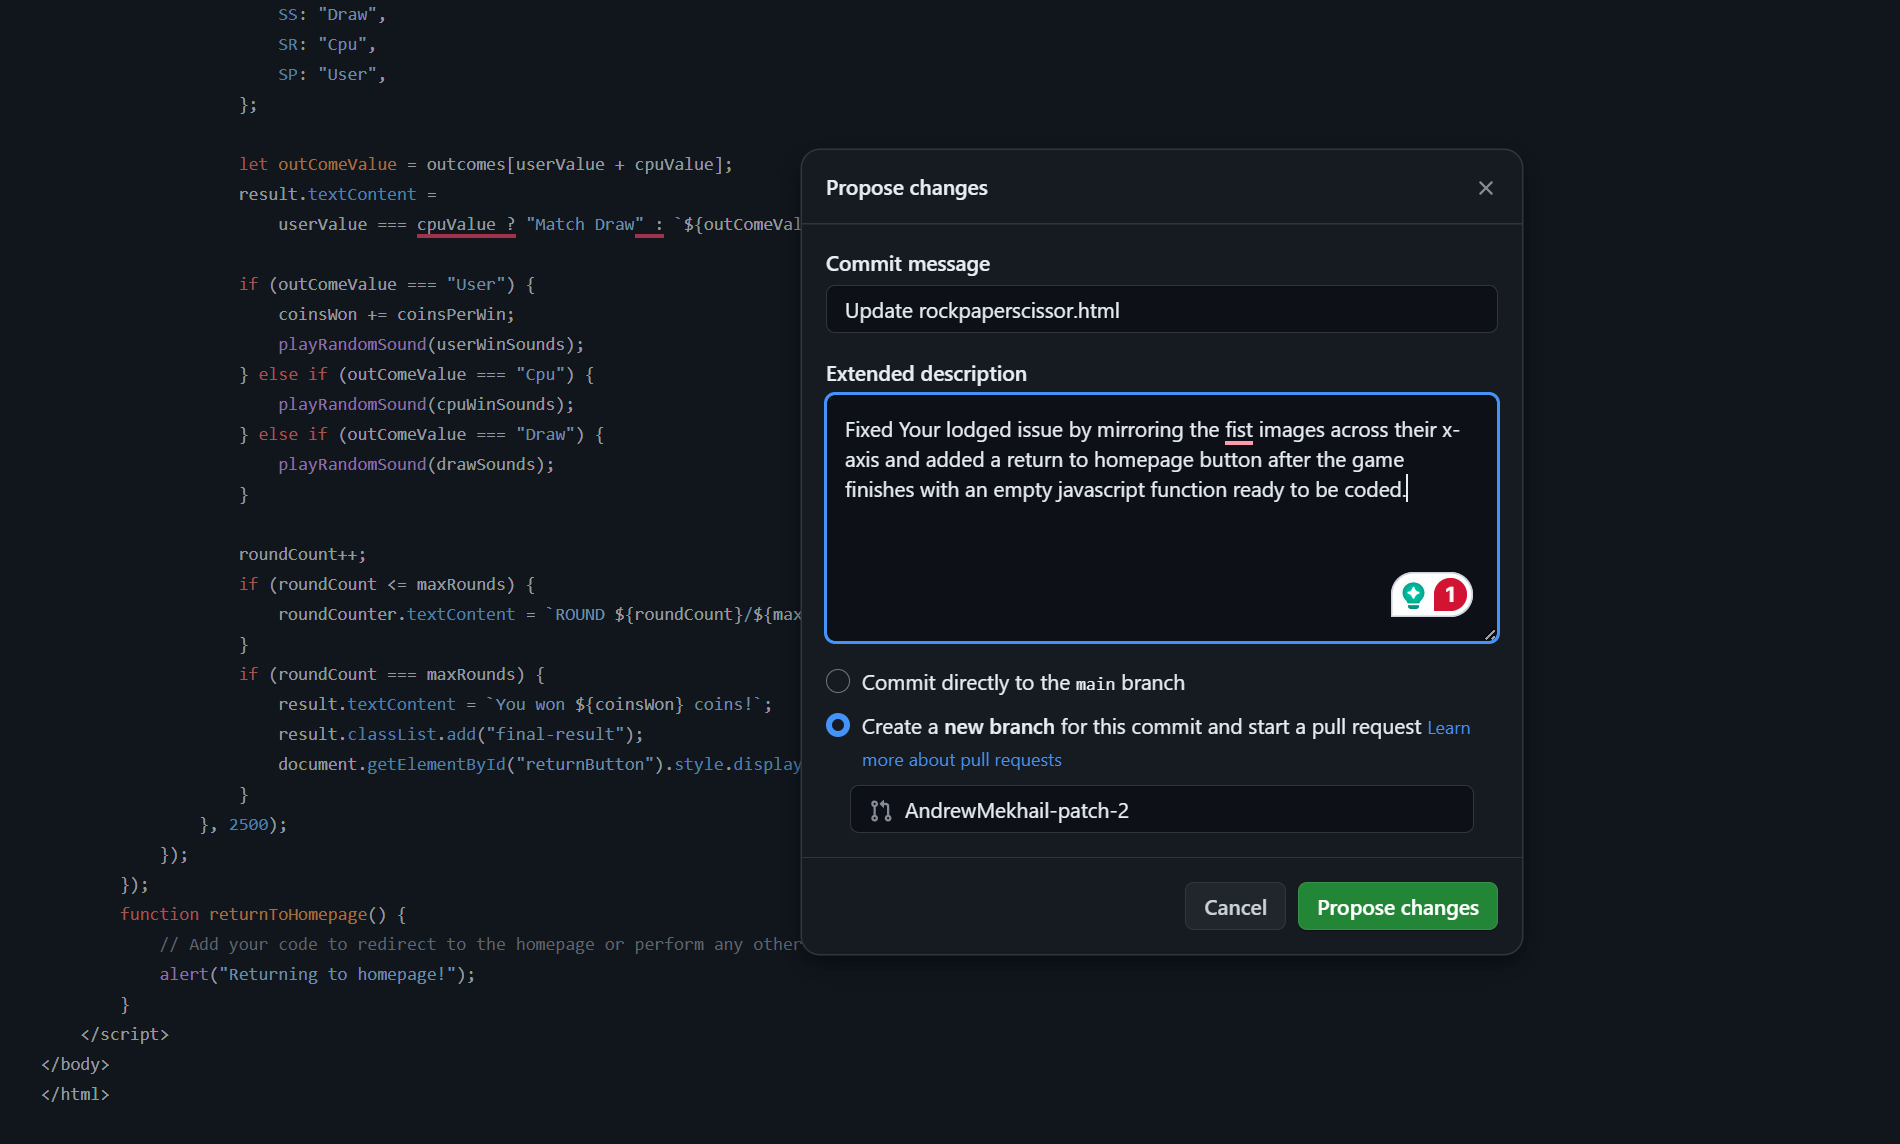 SS: "Draw",
SR: "Cpu",
SP: "User",
};
let outComeValue = outcomes[userValue + cpuValue];
result.textContent =
userValue === cpuValue ? "Match Draw" : `${outComeVal
if (outComeValue === "User") {
coinsWon += coinsPerWin;
playRandomSound(userWinSounds);
} else if (outComeValue === "Cpu") {
playRandomSound(cpuWinSounds);
} else if (outComeValue === "Draw") {
playRandomSound(drawSounds);
}
roundCount++;
if (roundCount <= maxRounds) {
roundCounter.textContent = `ROUND ${roundCount}/${max
}
if (roundCount === maxRounds) {
result.textContent = `You won ${coinsWon} coins!`;
result.classList.add("final-result");
document.getElementById("returnButton").style.display
}
}, 2500);
});
});
function returnToHomepage() {
// Add your code to redirect to the homepage or perform any other
alert("Returning to homepage!");
}
</script>
</body>
</html>
Propose changes
Commit message
Update rockpaperscissor.html
Extended description
Fixed Your lodged issue by mirroring the fist images across their x-
axis and added a return to homepage button after the game
finishes with an empty javascript function ready to be coded.
1
Commit directly to the main branch
Create a new branch for this commit and start a pull request Learn
more about pull requests
AndrewMekhail-patch-2
Cancel
Propose changes